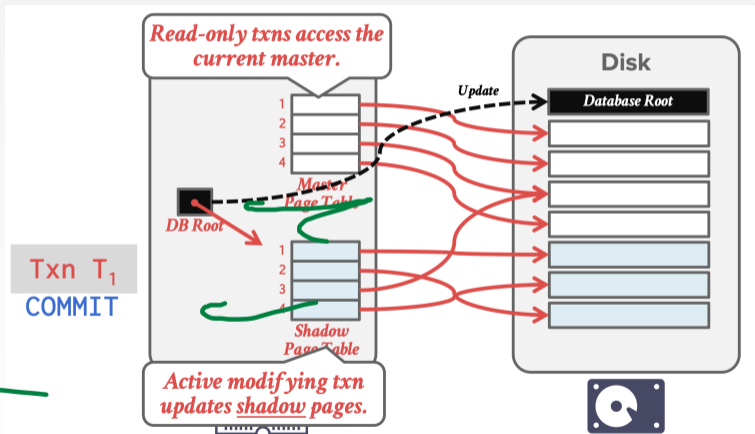 Read-only txns access the
current master.
Disk
Update
Database Root
1
2
3
4
Master
Page Table
DB Root
Txn T₁
COMMIT
1
2
3
4
Shadow
Page Table
Active modifying txn
updates shadow pages.